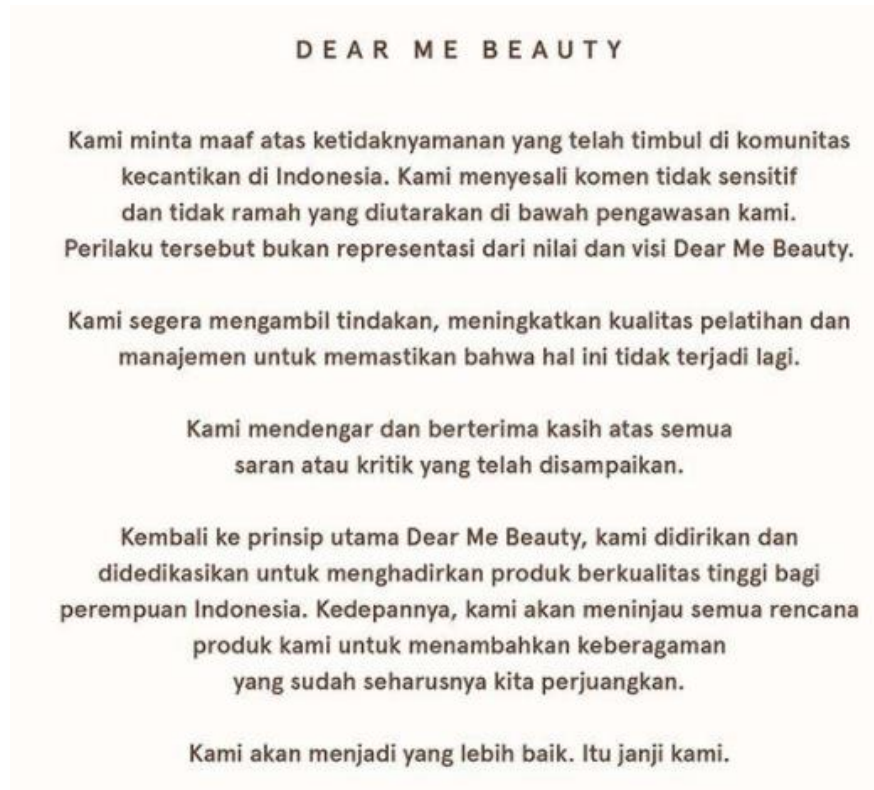 DEAR ME BEAUTY
Kami minta maaf atas ketidaknyamanan yang telah timbul di komunitas
kecantikan di Indonesia. Kami menyesali komen tidak sensitif
dan tidak ramah yang diutarakan di bawah pengawasan kami.
Perilaku tersebut bukan representasi dari nilai dan visi Dear Me Beauty.
Kami segera mengambil tindakan, meningkatkan kualitas pelatihan dan
manajemen untuk memastikan bahwa hal ini tidak terjadi lagi.
Kami mendengar dan berterima kasih atas semua
saran atau kritik yang telah disampaikan.
Kembali ke prinsip utama Dear Me Beauty, kami didirikan dan
didedikasikan untuk menghadirkan produk berkualitas tinggi bagi
perempuan Indonesia. Kedepannya, kami akan meninjau semua rencana
produk kami untuk menambahkan keberagaman
yang sudah seharusnya kita perjuangkan.
Kami akan menjadi yang lebih baik. Itu janji kami.